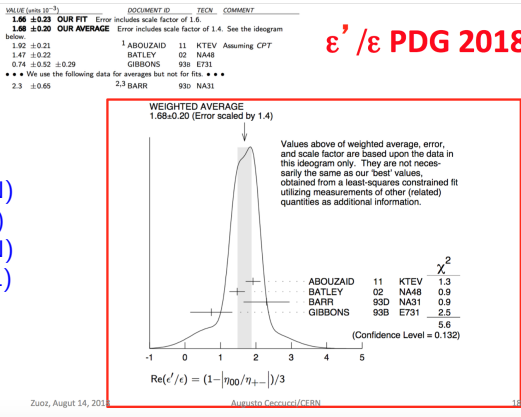 VALUE (units 10⁻³) DOCUMENT ID TECN COMMENT
1.66 ±0.23 OUR FIT Error includes scale factor of 1.6.
1.68 ±0.20 OUR AVERAGE Error includes scale factor of 1.4. See the ideogram
below.
1.92 ±0.21 ¹ ABOUZAID 11 KTEV Assuming CPT
1.47 ±0.22 BATLEY 02 NA48
0.74 ±0.52 ±0.29 GIBBONS 93B E731
• • • We use the following data for averages but not for fits. • • •
2.3 ±0.65 ²,³ BARR 93D NA31
ε’/ε PDG 2018
)
)
)
)
WEIGHTED AVERAGE
1.68±0.20 (Error scaled by 1.4)
Values above of weighted average, error,
and scale factor are based upon the data in
this ideogram only. They are not neces-
sarily the same as our ‘best’ values,
obtained from a least-squares constrained fit
utilizing measurements of other (related)
quantities as additional information.
χ²
ABOUZAID 11 KTEV 1.3
BATLEY 02 NA48 0.9
BARR 93D NA31 0.9
GIBBONS 93B E731 2.5
5.6
(Confidence Level = 0.132)
-1 0 1 2 3 4 5
Re(ϵ′/ϵ) = (1−|η₀₀/η₊₋|)/3
Zuoz, Augut 14, 2018 Augusto Ceccucci/CERN 18